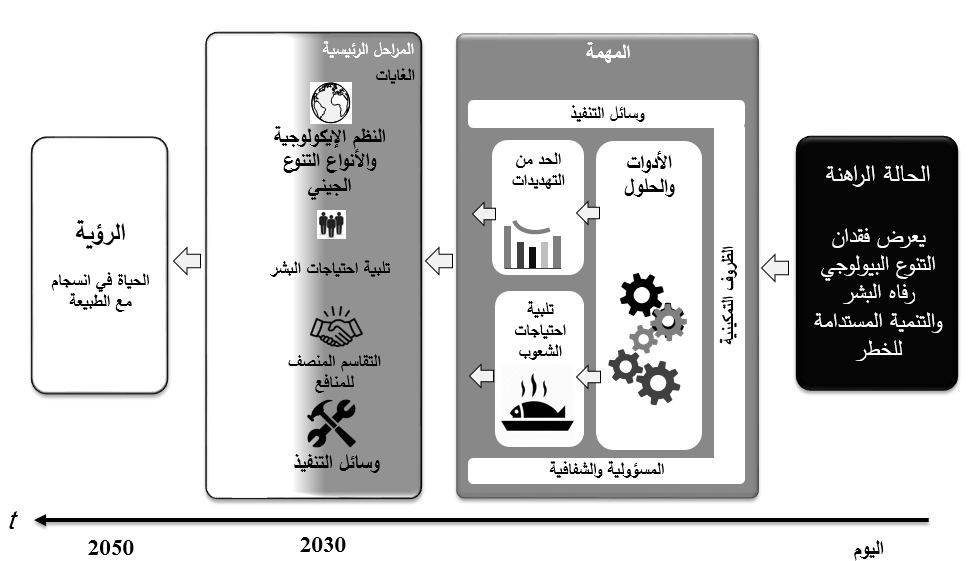 الحالة الراهنة
يعرض فقدان
التنوع البيولوجي
رفاه البشر
والتنمية المستدامة
للخطر
المهمة
وسائل التنفيذ
الظروف التمكينية
الأدوات
والحلول
الحد من
التهديدات
تلبية
احتياجات
الشعوب
المسؤولية والشفافية
المراحل الرئيسية
الغايات
النظم الإيكولوجية
والأنواع التنوع
الجيني
تلبية احتياجات البشر
التقاسم المنصف
للمنافع
وسائل التنفيذ
الرؤية
الحياة في انسجام
مع الطبيعة
اليوم
2030
2050
t